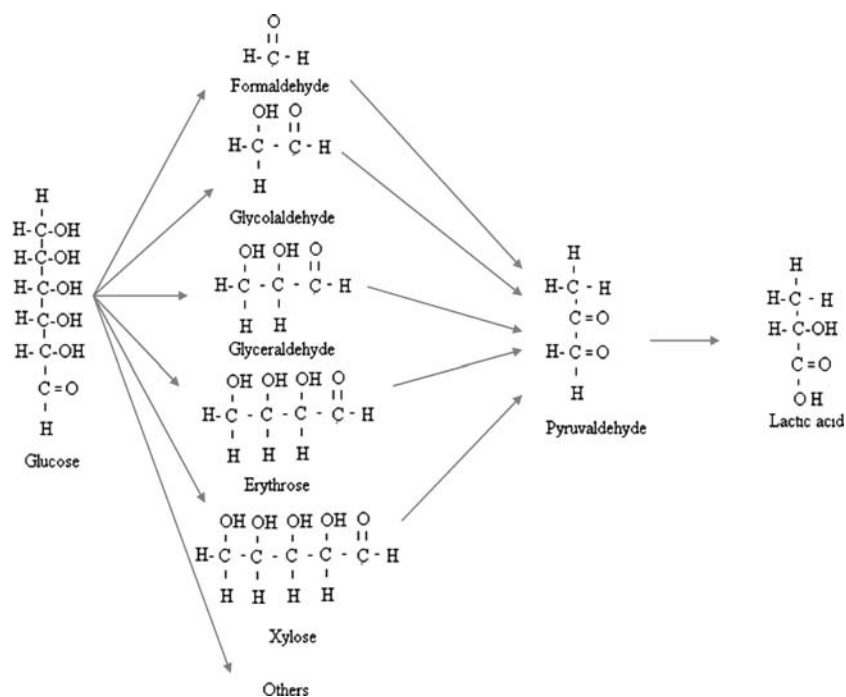 H
H-C-OH
H-C-OH
H-C-OH
H-C-OH
H-C-OH
C=O
H
Glucose
O
H-C-H
Formaldehyde
OH O
H-C-C-H
H
Glycolaldehyde
OH OH O
H-C-C-C-H
H H
Glyceraldehyde
OH OH OH O
H-C-C-C-C-H
H H H
Erythrose
OH OH OH OH O
H-C-C-C-C-C-H
H H H H
Xylose
Others
H
H-C-H
C=O
H-C=O
H
Pyruvaldehyde
H
H-C-H
H-C-OH
C=O
OH
Lactic acid